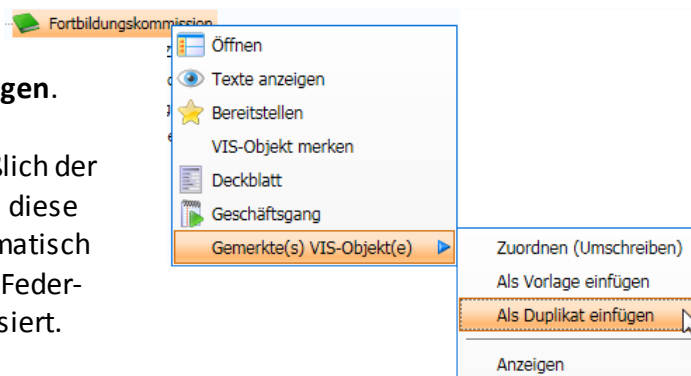 Fortbildungskommission
Öffnen
Texte anzeigen
Bereitstellen
VIS-Objekt merken
Deckblatt
Geschäftsgang
Gemerkte(s) VIS-Objekt(e)
Zuordnen (Umschreiben)
Als Vorlage einfügen
Als Duplikat einfügen
Anzeigen
gen.
lich der
diese
matisch
Feder-
siert.